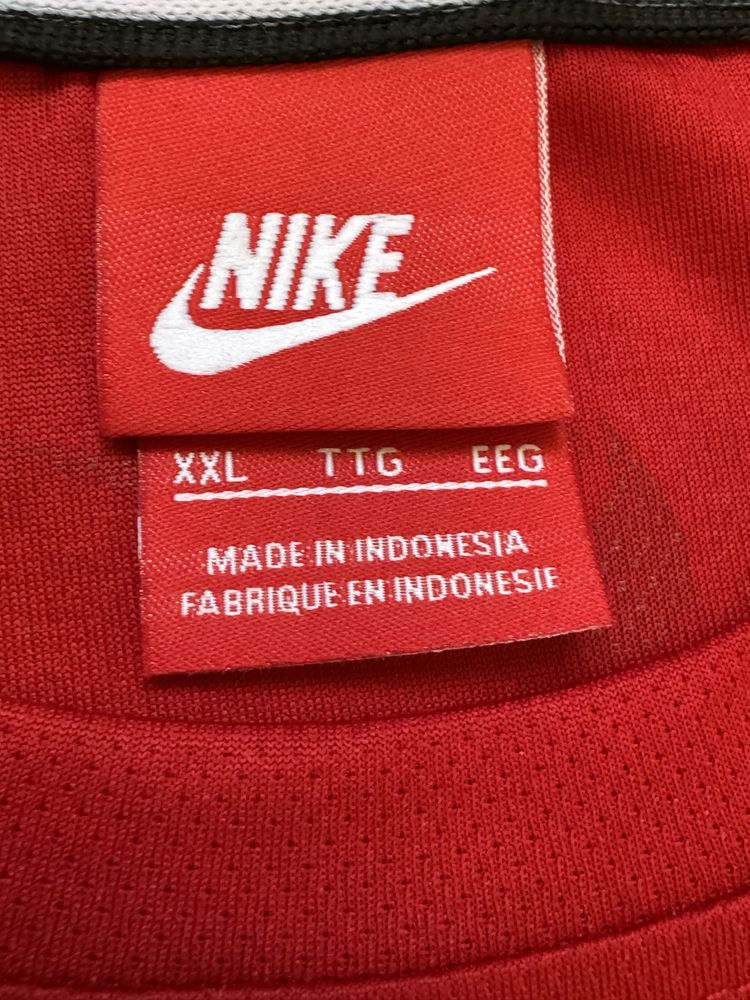 NIKE
XXL TTG EEG
MADE IN INDONESIA
FABRIQUE EN INDONESIE